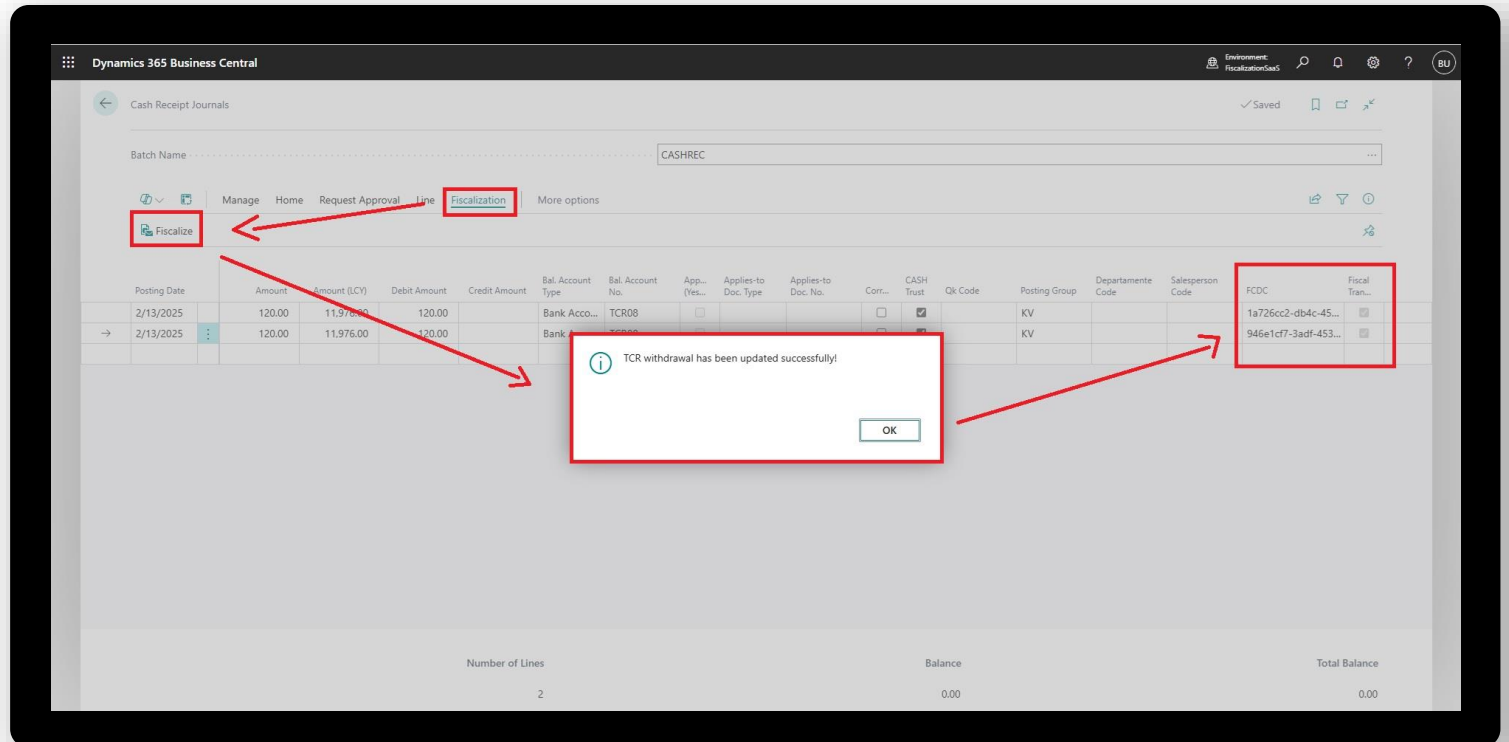 Dynamics 365 Business Central
Environment:
FiscalizationSaaS
BU
Cash Receipt Journals
Saved
Batch Name
CASHREC
Manage Home Request Approval Line Fiscalization More options
Fiscalize
Posting Date Amount Amount (LCY) Debit Amount Credit Amount Bal. Account Type Bal. Account No. App... (Yes... Applies-to Doc. Type Applies-to Doc. No. Corr... CASH Trust Qk Code Posting Group Departamente Code Salesperson Code FCDC Fiscal Tran...
2/13/2025 120.00 11,976.00 120.00 Bank Acco... TCR08 KV 1a726cc2-db4c-45...
2/13/2025 120.00 11,976.00 120.00 Bank KV 946e1cf7-3adf-453...
TCR withdrawal has been updated successfully!
OK
Number of Lines Balance Total Balance
2 0.00 0.00